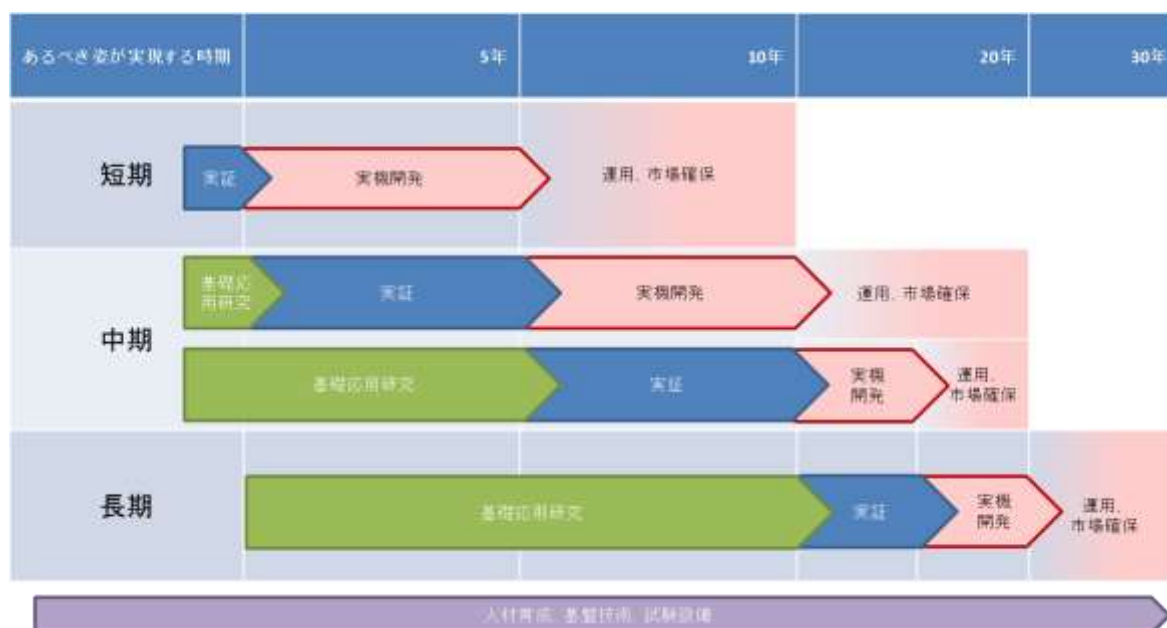 あるべき姿が実現する時期 5年 10年 20年 30年
短期
実証
実機開発
運用、市場確保
中期
基礎応
用研究
実証
実機開発
運用、市場確保
基礎応用研究
実証
実機
開発
運用、
市場確保
長期
基礎応用研究
実証
実機
開発
運用、
市場確保
人材育成、基盤技術、試験設備